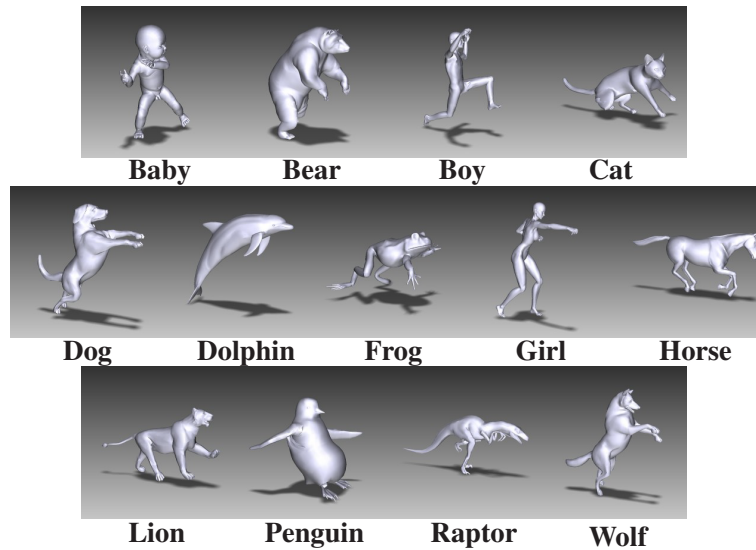 Baby Bear Boy Cat
Dog Dolphin Frog Girl Horse
Lion Penguin Raptor Wolf